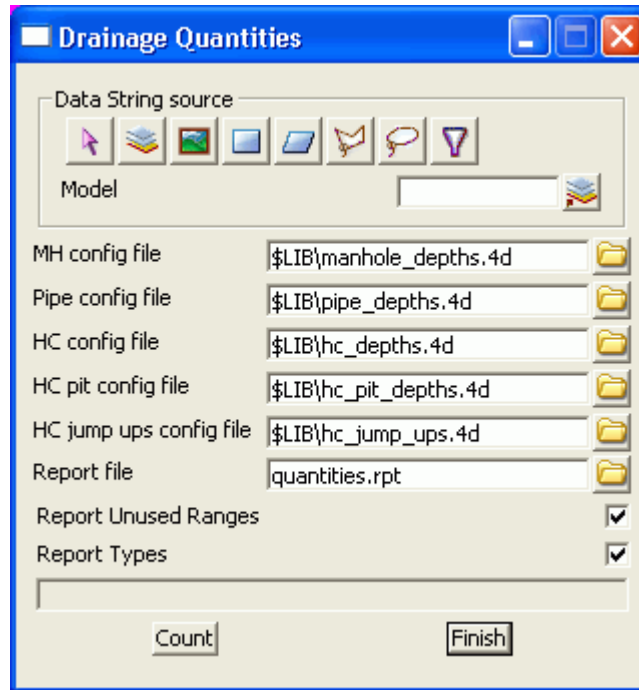 Drainage Quantities
Data String source
Model
MH config file $LIB\manhole_depths.4d
Pipe config file $LIB\pipe_depths.4d
HC config file $LIB\hc_depths.4d
HC pit config file $LIB\hc_pit_depths.4d
HC jump ups config file $LIB\hc_jump_ups.4d
Report file quantities.rpt
Report Unused Ranges
Report Types
Count Finish